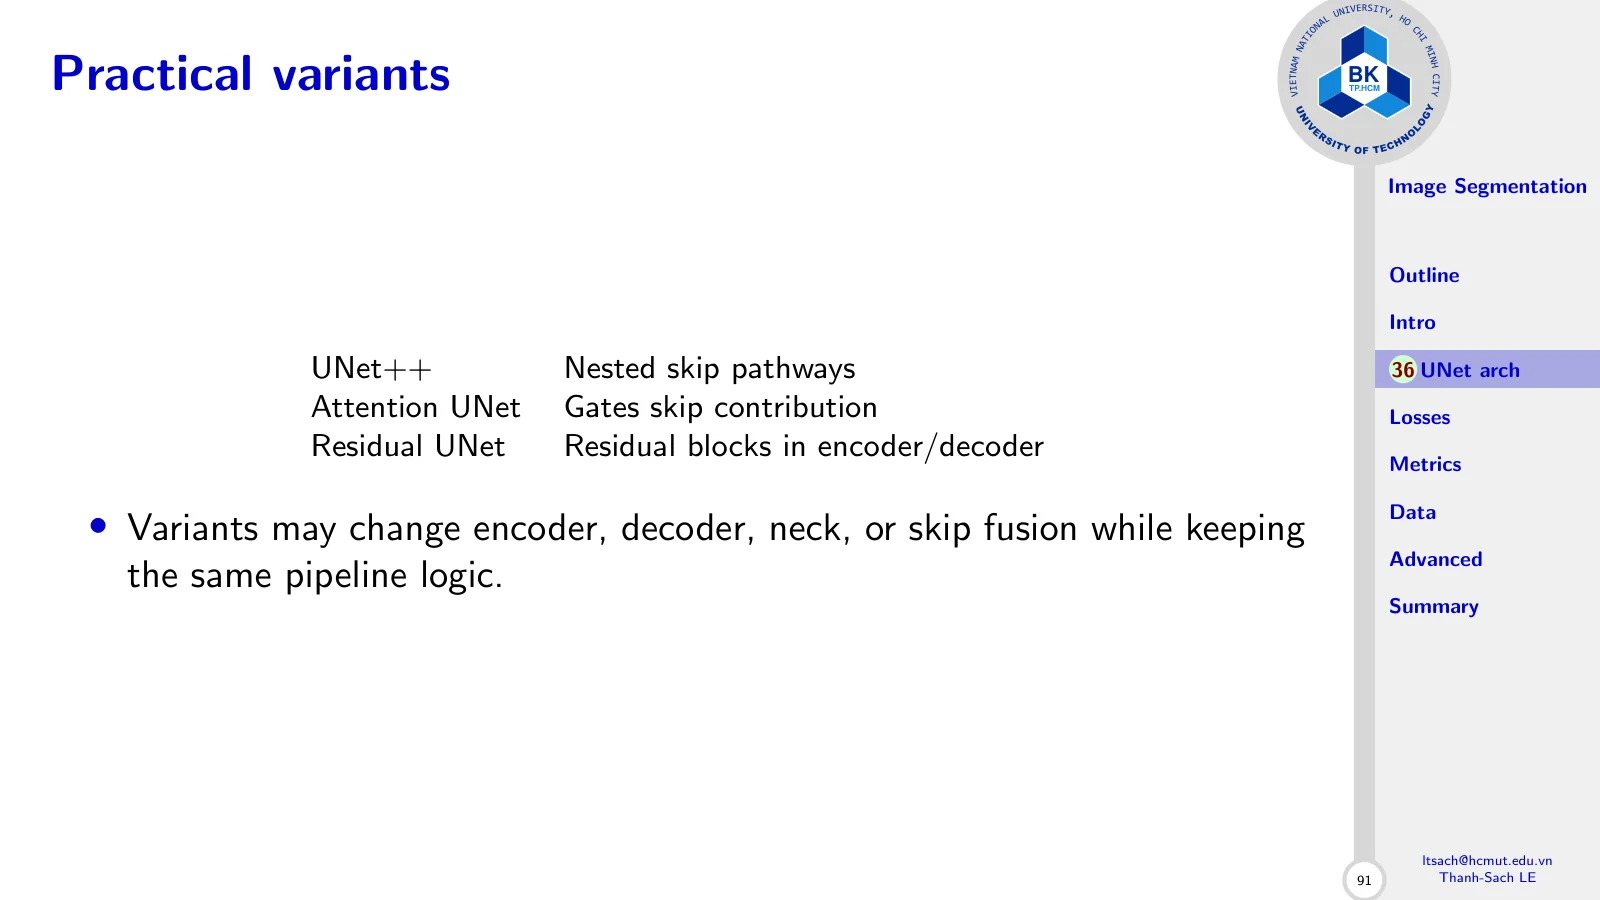 Practical variants
UNet++ Nested skip pathways
Attention UNet Gates skip contribution
Residual UNet Residual blocks in encoder/decoder
• Variants may change encoder, decoder, neck, or skip fusion while keeping
the same pipeline logic.
VIETNAM NATIONAL UNIVERSITY, HO CHI MINH CITY
BK
TP.HCM
UNIVERSITY OF TECHNOLOGY
Image Segmentation
Outline
Intro
36 UNet arch
Losses
Metrics
Data
Advanced
Summary
ltsach@hcmut.edu.vn
Thanh-Sach LE
91